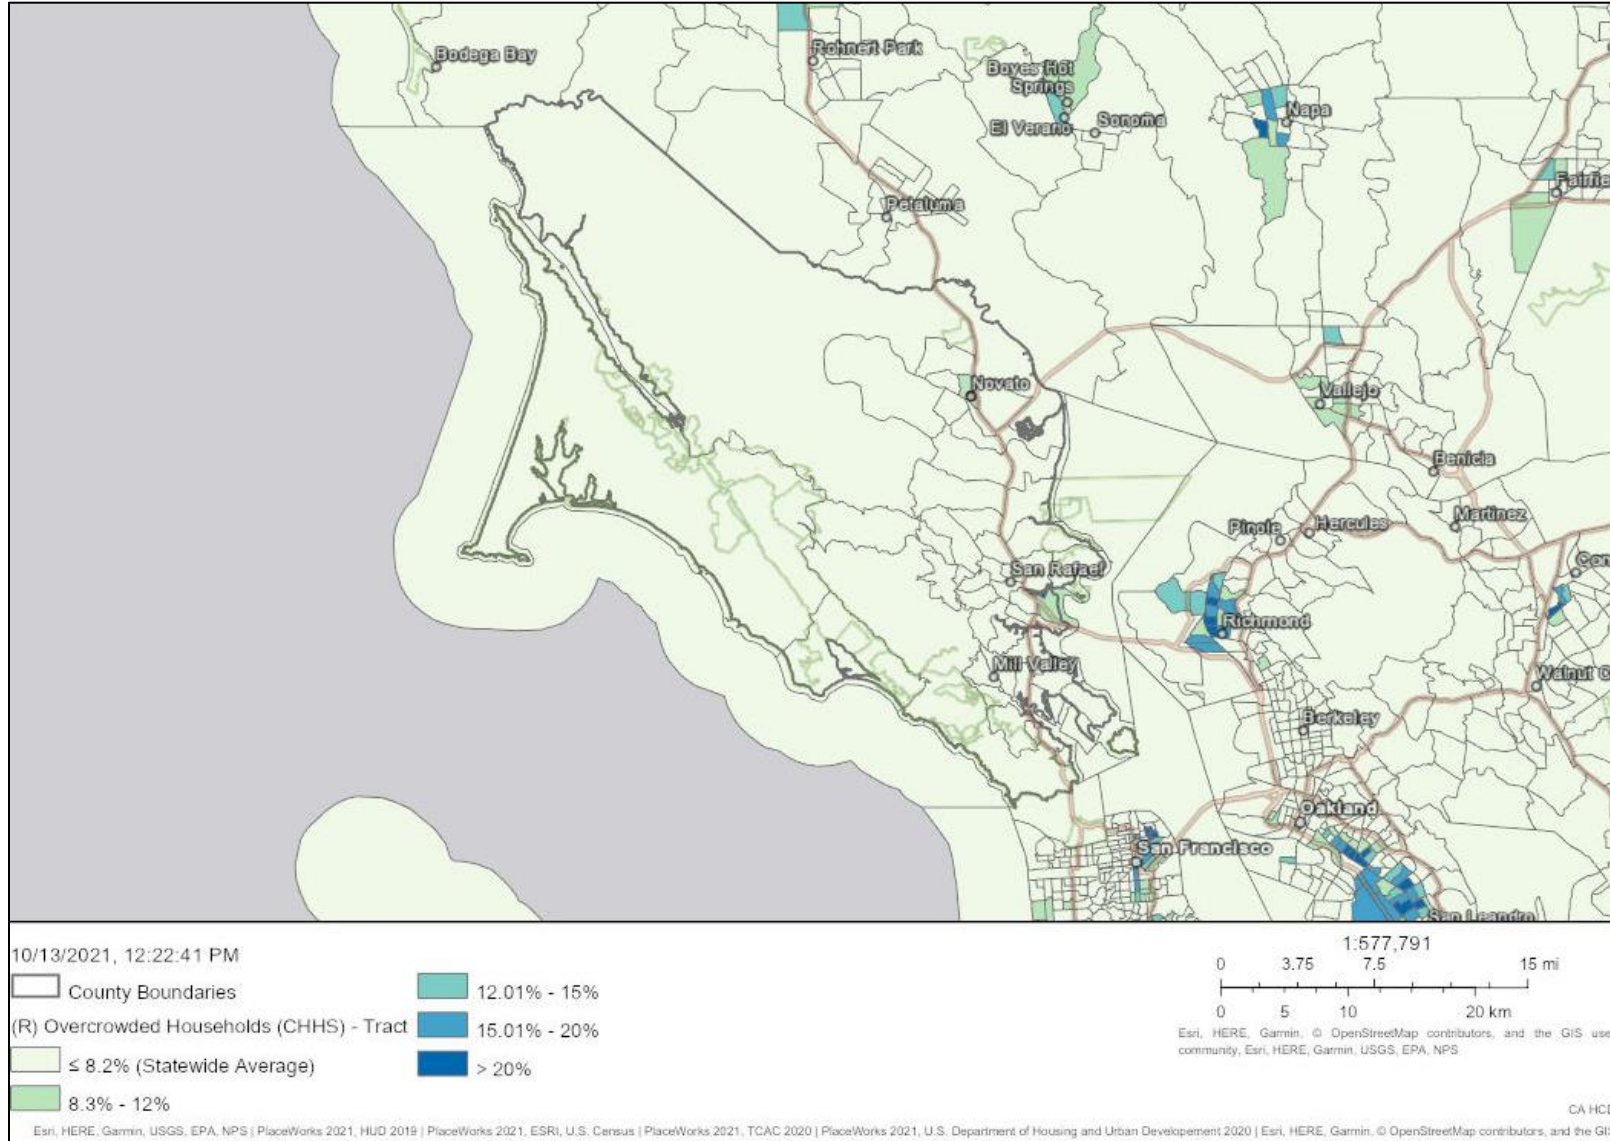 Bodega Bay
Rohnert Park
Boyes Hot
Springs
Napa
El Verano
Sonoma
Petaluma
Novato
Vallejo
Benicia
Martinez
Pinole
Hercules
San Rafael
Richmond
Mill Valley
Walnut C
Berkeley
Oakland
San Francisco
San Leandro
10/13/2021, 12:22:41 PM
County Boundaries
(R) Overcrowded Households (CHHS) - Tract
≤ 8.2% (Statewide Average)
8.3% - 12%
12.01% - 15%
15.01% - 20%
> 20%
1:577,791
0 3.75 7.5 15 mi
0 5 10 20 km
Esri, HERE, Garmin, © OpenStreetMap contributors, and the GIS use
community, Esri, HERE, Garmin, USGS, EPA, NPS
CA HCD
Esri, HERE, Garmin, USGS, EPA, NPS | PlaceWorks 2021, HUD 2019 | PlaceWorks 2021, ESRI, U.S. Census | PlaceWorks 2021, TCAC 2020 | PlaceWorks 2021, U.S. Department of Housing and Urban Developement 2020 | Esri, HERE, Garmin, © OpenStreetMap contributors, and the GIS